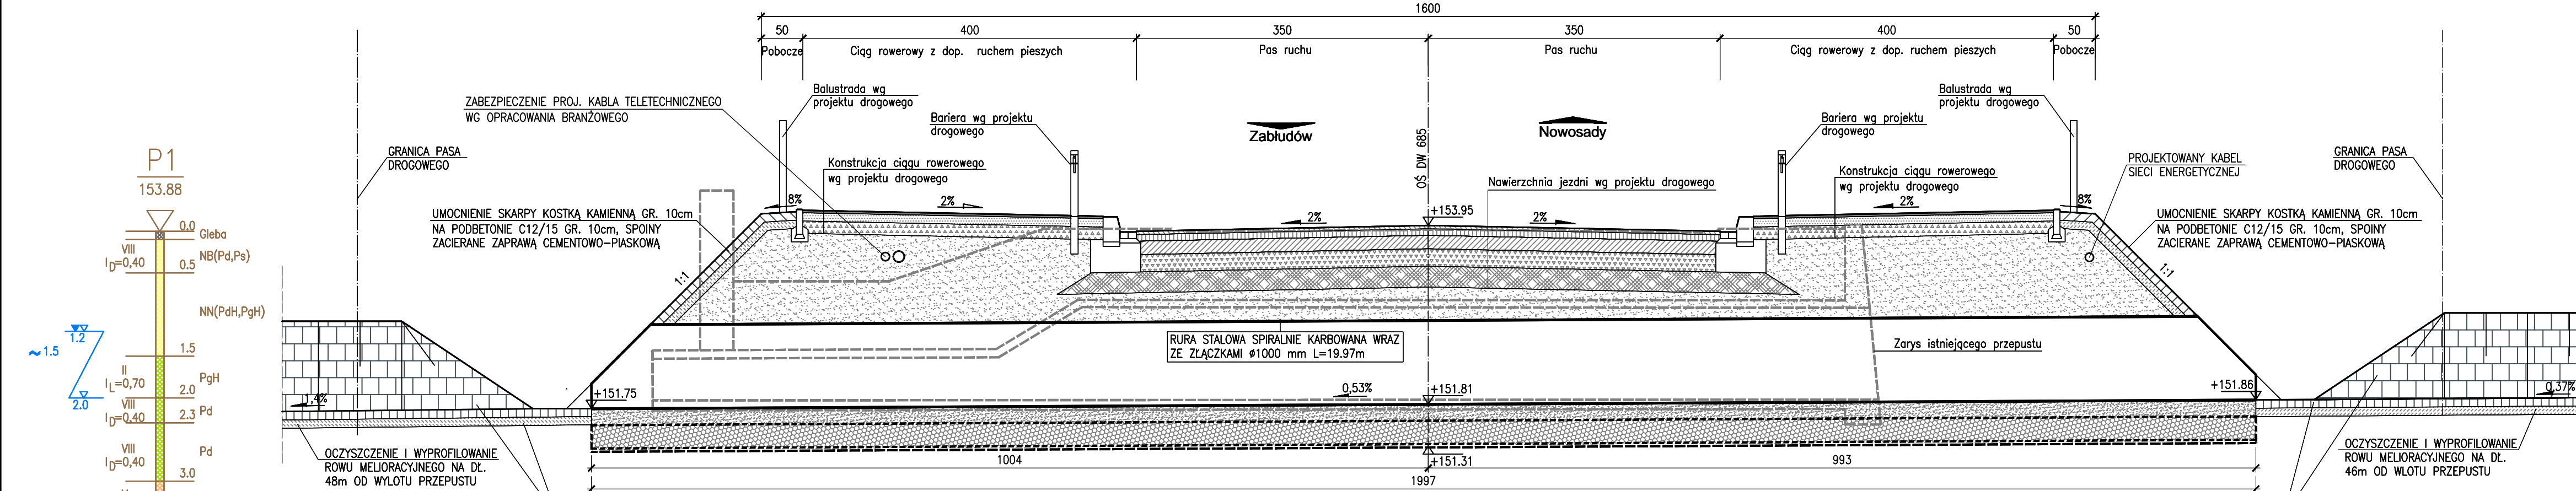 1600
50
400
350
350
400
50
Pobocze
Ciąg rowerowy z dop. ruchem pieszych
Pas ruchu
Pas ruchu
Ciąg rowerowy z dop. ruchem pieszych
Pobocze
ZABEZPIECZENIE PROJ. KABLA TELETECHNICZNEGO
WG OPRACOWANIA BRANŻOWEGO
Balustrada wg
projektu drogowego
Bariera wg projektu
drogowego
Zabłudów
OŚ DW 685
Nowosady
Bariera wg projektu
drogowego
Balustrada wg
projektu drogowego
GRANICA PASA
DROGOWEGO
Konstrukcja ciągu rowerowego
wg projektu drogowego
Nawierzchnia jezdni wg projektu drogowego
Konstrukcja ciągu rowerowego
wg projektu drogowego
PROJEKTOWANY KABEL
SIECI ENERGETYCZNEJ
GRANICA PASA
DROGOWEGO
P1
153.88
0.0
Gleba
VIII
ID=0,40
NB(Pd,Ps)
0.5
NN(PdH,PgH)
1.2
~1.5
1.5
II
IL=0,70
PgH
2.0
2.0
VIII
ID=0,40
2.3
Pd
VIII
ID=0,40
Pd
3.0
UMOCNIENIE SKARPY KOSTKĄ KAMIENNĄ GR. 10cm
NA PODBETONIE C12/15 GR. 10cm, SPOINY
ZACIERANE ZAPRAWĄ CEMENTOWO-PIASKOWĄ
8%
2%
2%
+153.95
2%
2%
8%
UMOCNIENIE SKARPY KOSTKĄ KAMIENNĄ GR. 10cm
NA PODBETONIE C12/15 GR. 10cm, SPOINY
ZACIERANE ZAPRAWĄ CEMENTOWO-PIASKOWĄ
1:1
1:1
RURA STALOWA SPIRALNIE KARBOWANA WRAZ
ZE ZŁĄCZKAMI Ø1000 mm L=19.97m
Zarys istniejącego przepustu
1,4%
+151.75
0,53%
+151.81
+151.86
0,37%
OCZYSZCZENIE I WYPROFILOWANIE
ROWU MELIORACYJNEGO NA DŁ.
48m OD WYLOTU PRZEPUSTU
1004
+151.31
993
1997
OCZYSZCZENIE I WYPROFILOWANIE
ROWU MELIORACYJNEGO NA DŁ.
46m OD WLOTU PRZEPUSTU